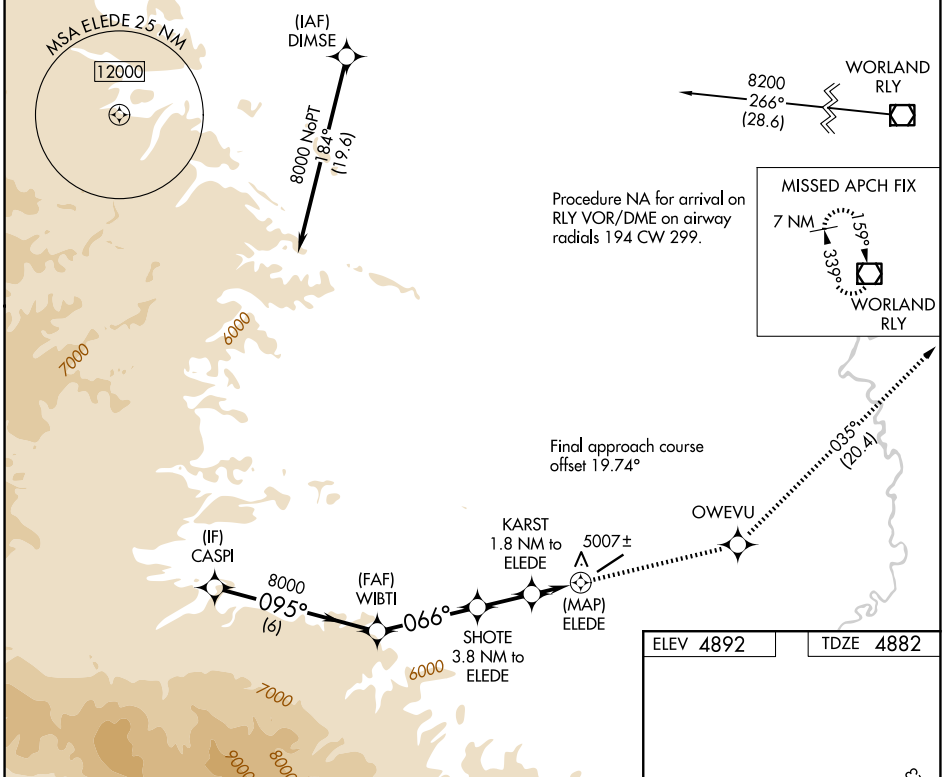 MSA ELEDE 25 NM
12000
(IAF)
DIMSE
8000 NoPT
184°
(19.6)
8200
266°
(28.6)
WORLAND
RLY
Procedure NA for arrival on
RLY VOR/DME on airway
radials 194 CW 299.
MISSED APCH FIX
7 NM
159°
339°
WORLAND
RLY
6000
7000
035°
(20.4)
Final approach course
offset 19.74°
OWEVU
KARST
1.8 NM to
ELEDE
5007±
(IF)
CASPI
8000
095°
(6)
(FAF)
WIBTI
066°
SHOTE
3.8 NM to
ELEDE
(MAP)
ELEDE
6000
7000
9000
8000
ELEV 4892
TDZE 4882